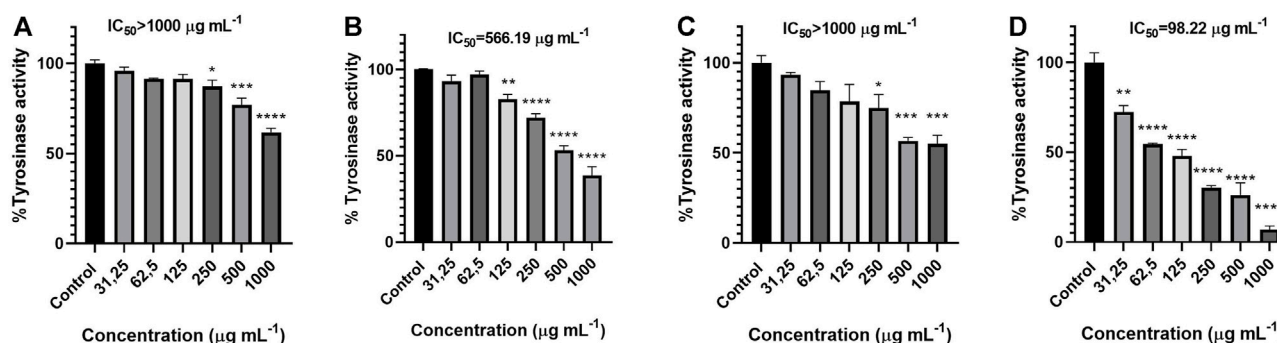 A
IC50>1000 µg mL-1
% Tyrosinase activity
100
50
0
*
***
****
Control
31,25
62,5
125
250
500
1000
Concentration (µg mL-1)
B
IC50=566.19 µg mL-1
% Tyrosinase activity
100
50
0
**
****
****
****
Control
31,25
62,5
125
250
500
1000
Concentration (µg mL-1)
C
IC50>1000 µg mL-1
% Tyrosinase activity
100
50
0
*
***
***
Control
31,25
62,5
125
250
500
1000
Concentration (µg mL-1)
D
IC50=98.22 µg mL-1
% Tyrosinase activity
100
50
0
**
****
****
****
****
***
Control
31,25
62,5
125
250
500
1000
Concentration (µg mL-1